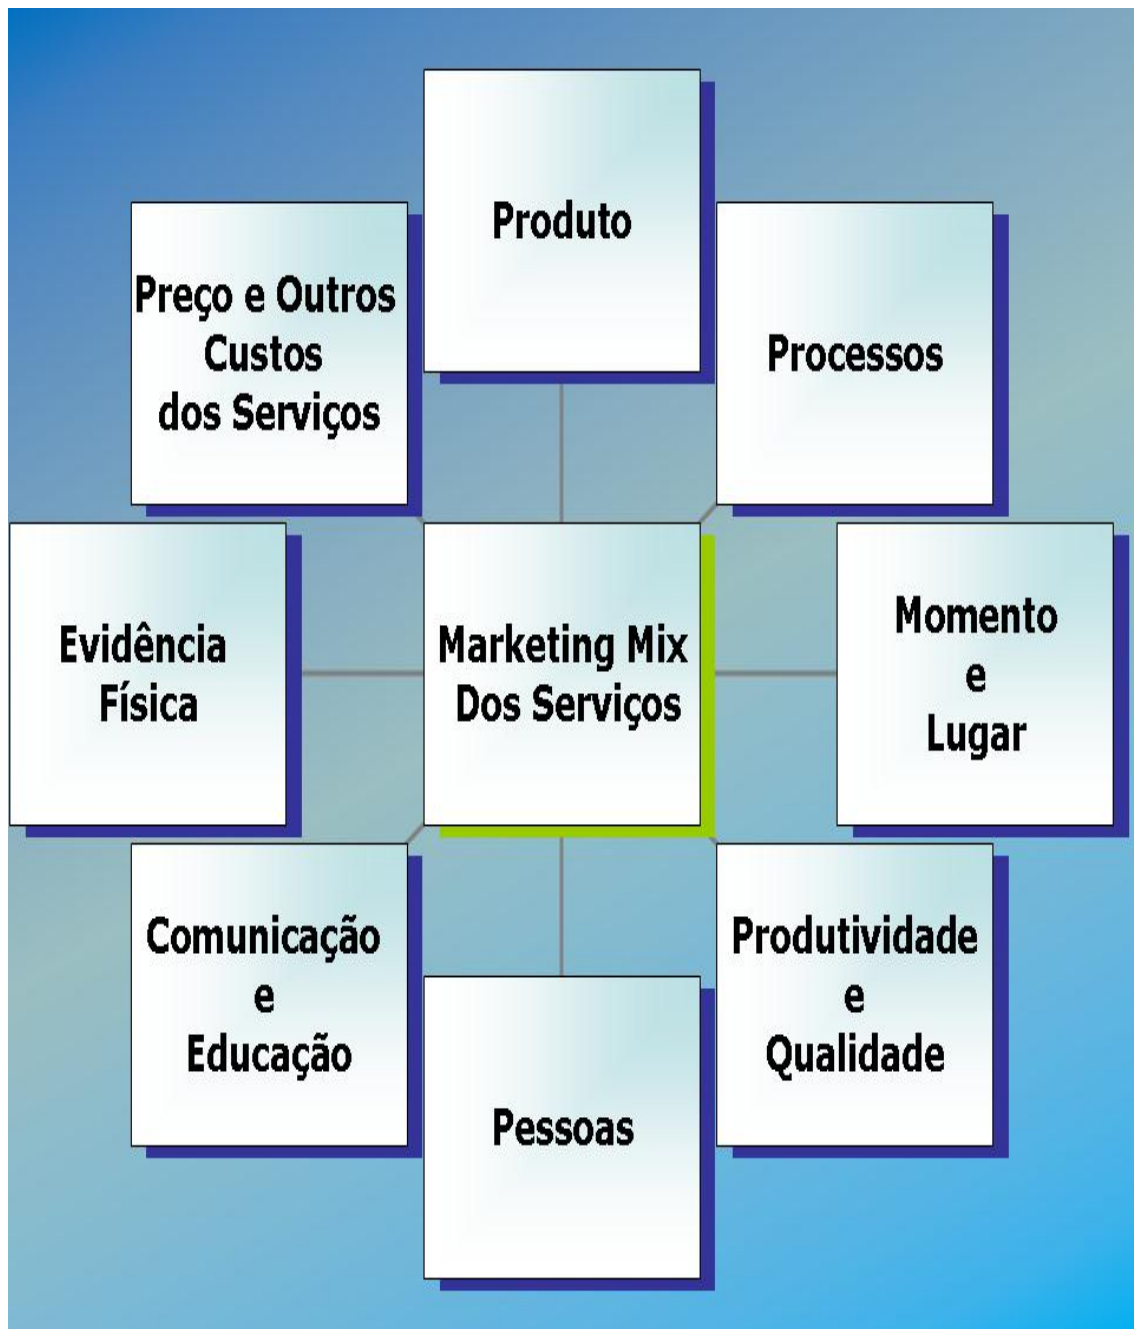 Produto
Preço e Outros
Custos
dos Serviços
Processos
Evidência
Física
Marketing Mix
Dos Serviços
Momento
e
Lugar
Comunicação
e
Educação
Produtividade
e
Qualidade
Pessoas